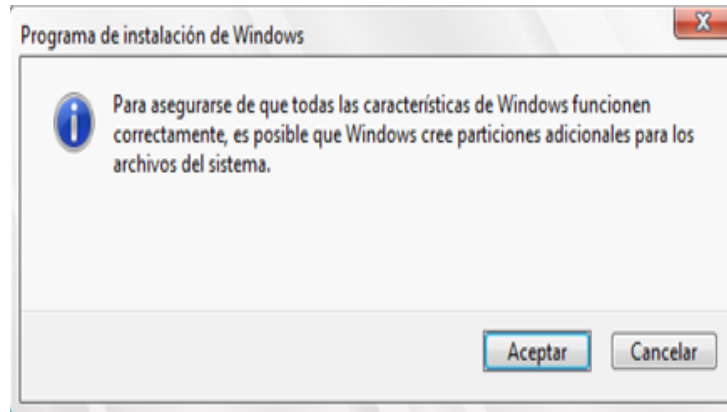 Programa de instalación de Windows
Para asegurarse de que todas las características de Windows funcionen
correctamente, es posible que Windows cree particiones adicionales para los
archivos del sistema.
Aceptar Cancelar